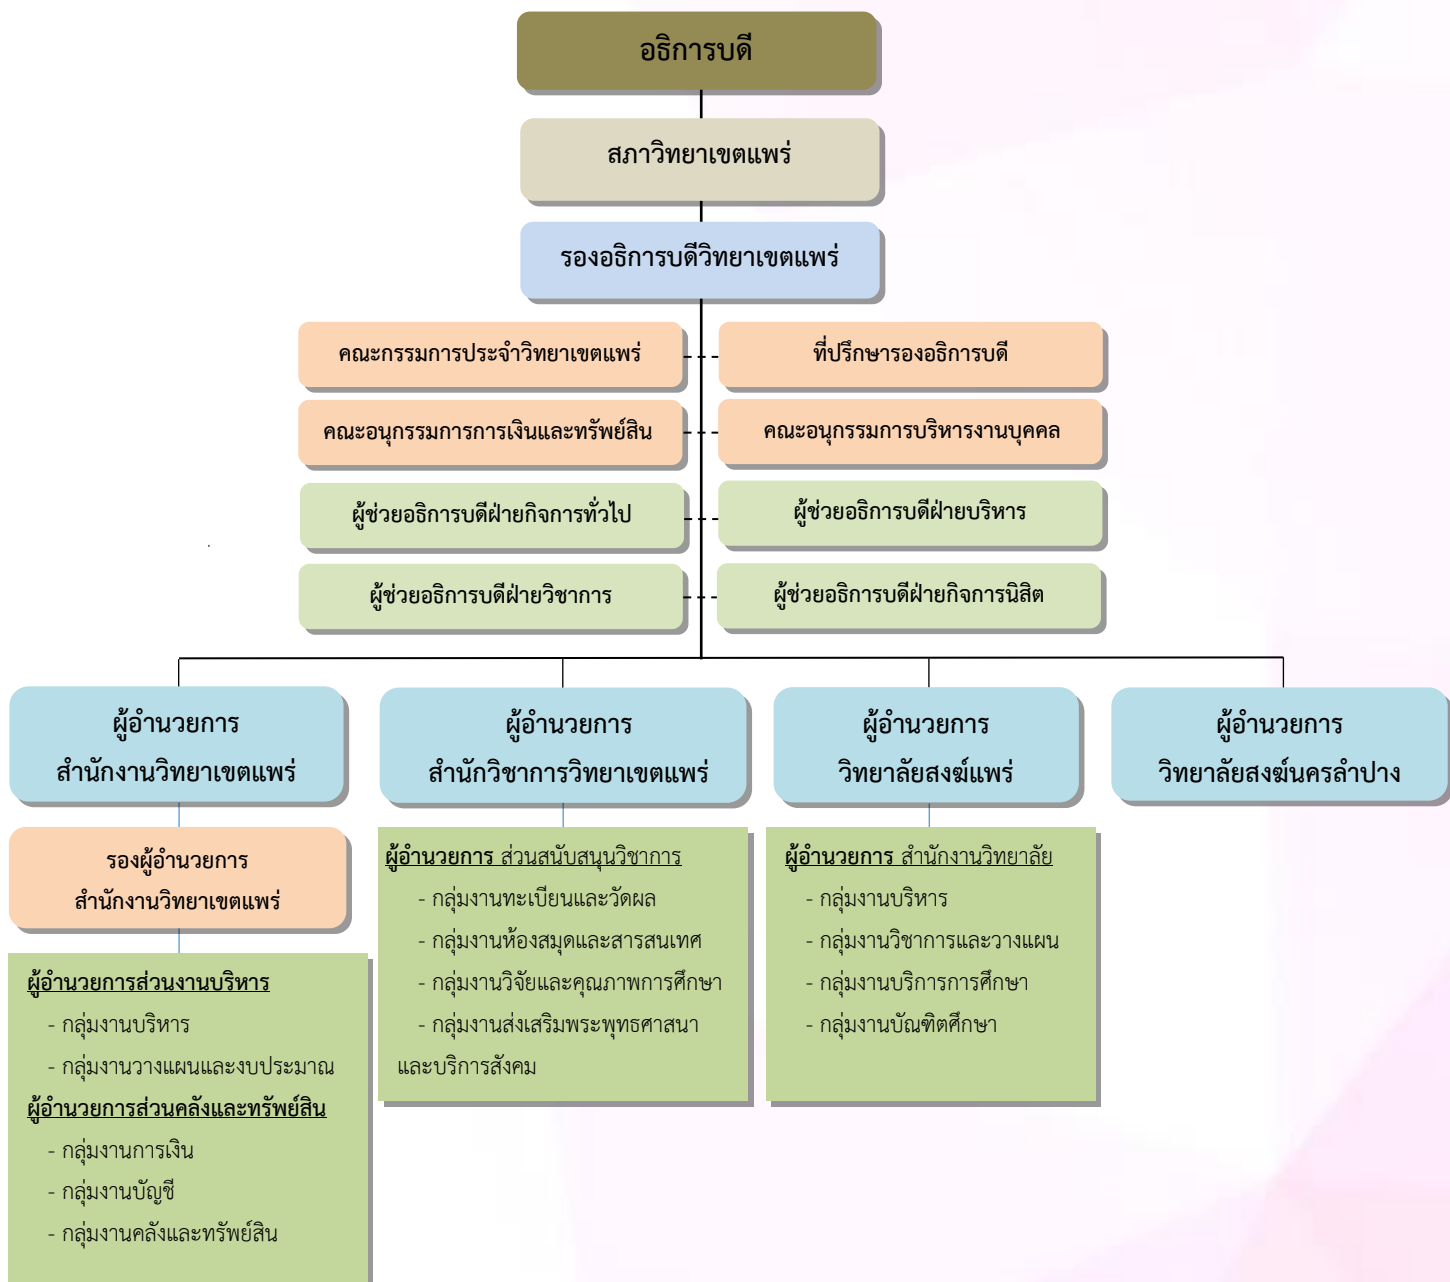 อธิการบดี
สภาวิทยาเขตแพร่
รองอธิการบดีวิทยาเขตแพร่
คณะกรรมการประจำวิทยาเขตแพร่
ที่ปรึกษารองอธิการบดี
คณะอนุกรรมการการเงินและทรัพย์สิน
คณะอนุกรรมการบริหารงานบุคคล
ผู้ช่วยอธิการบดีฝ่ายกิจการทั่วไป
ผู้ช่วยอธิการบดีฝ่ายบริหาร
ผู้ช่วยอธิการบดีฝ่ายวิชาการ
ผู้ช่วยอธิการบดีฝ่ายกิจการนิสิต
ผู้อำนวยการ
สำนักงานวิทยาเขตแพร่
รองผู้อำนวยการ
สำนักงานวิทยาเขตแพร่
ผู้อำนวยการส่วนงานบริหาร
- กลุ่มงานบริหาร
- กลุ่มงานวางแผนและงบประมาณ
ผู้อำนวยการส่วนคลังและทรัพย์สิน
- กลุ่มงานการเงิน
- กลุ่มงานบัญชี
- กลุ่มงานคลังและทรัพย์สิน
ผู้อำนวยการ
สำนักวิชาการวิทยาเขตแพร่
ผู้อำนวยการ ส่วนสนับสนุนวิชาการ
- กลุ่มงานทะเบียนและวัดผล
- กลุ่มงานห้องสมุดและสารสนเทศ
- กลุ่มงานวิจัยและคุณภาพการศึกษา
- กลุ่มงานส่งเสริมพระพุทธศาสนา
และบริการสังคม
ผู้อำนวยการ
วิทยาลัยสงฆ์แพร่
ผู้อำนวยการ สำนักงานวิทยาลัย
- กลุ่มงานบริหาร
- กลุ่มงานวิชาการและวางแผน
- กลุ่มงานบริการการศึกษา
- กลุ่มงานบัณฑิตศึกษา
ผู้อำนวยการ
วิทยาลัยสงฆ์นครลำปาง